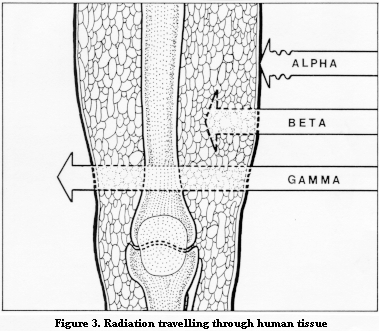 ALPHA
BETA
GAMMA
Figure 3. Radiation travelling through human tissue